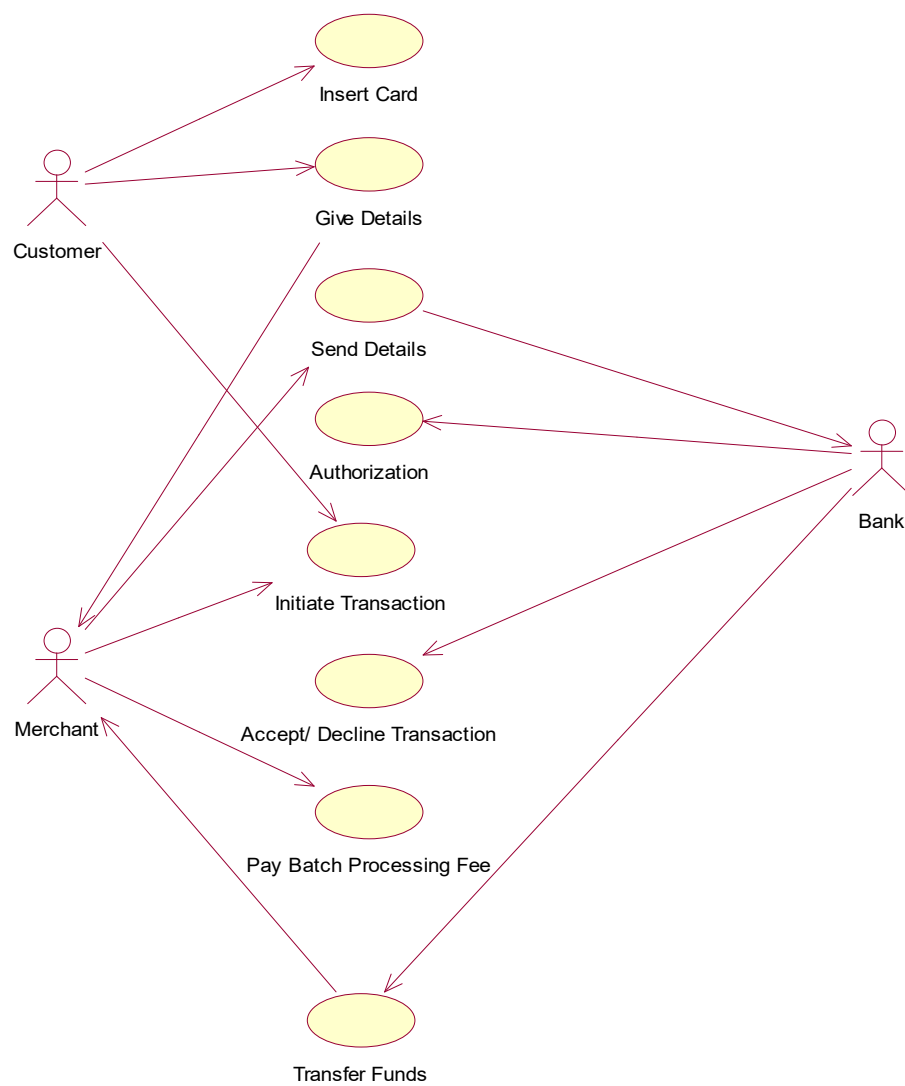 Insert Card
Give Details
Customer
Send Details
Authorization
Bank
Initiate Transaction
Merchant
Accept/ Decline Transaction
Pay Batch Processing Fee
Transfer Funds